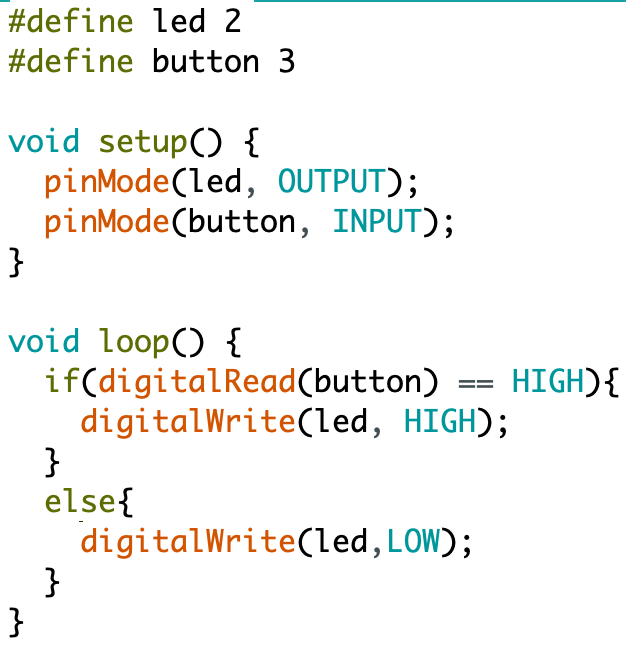 #define led 2
#define button 3
void setup() {
pinMode(led, OUTPUT);
pinMode(button, INPUT);
}
void loop() {
if(digitalRead(button) == HIGH){
digitalWrite(led, HIGH);
}
else{
digitalWrite(led,LOW);
}
}